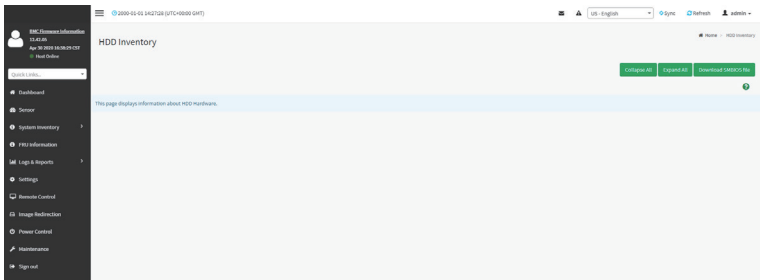 BMC Firmware Information
12.42.05
Apr 30 2020 16:38:29 CST
Host Online
Quick Links...
Dashboard
Sensor
System Inventory
FRU Information
Logs & Reports
Settings
Remote Control
Image Redirection
Power Control
Maintenance
Sign out
2000-01-01 14:27:26 (UTC+00:00 GMT)
US - English
Sync
Refresh
admin
HDD Inventory
Home > HDD Inventory
Collapse All
Expand All
Download SMBIOS file
This page displays information about HDD Hardware.